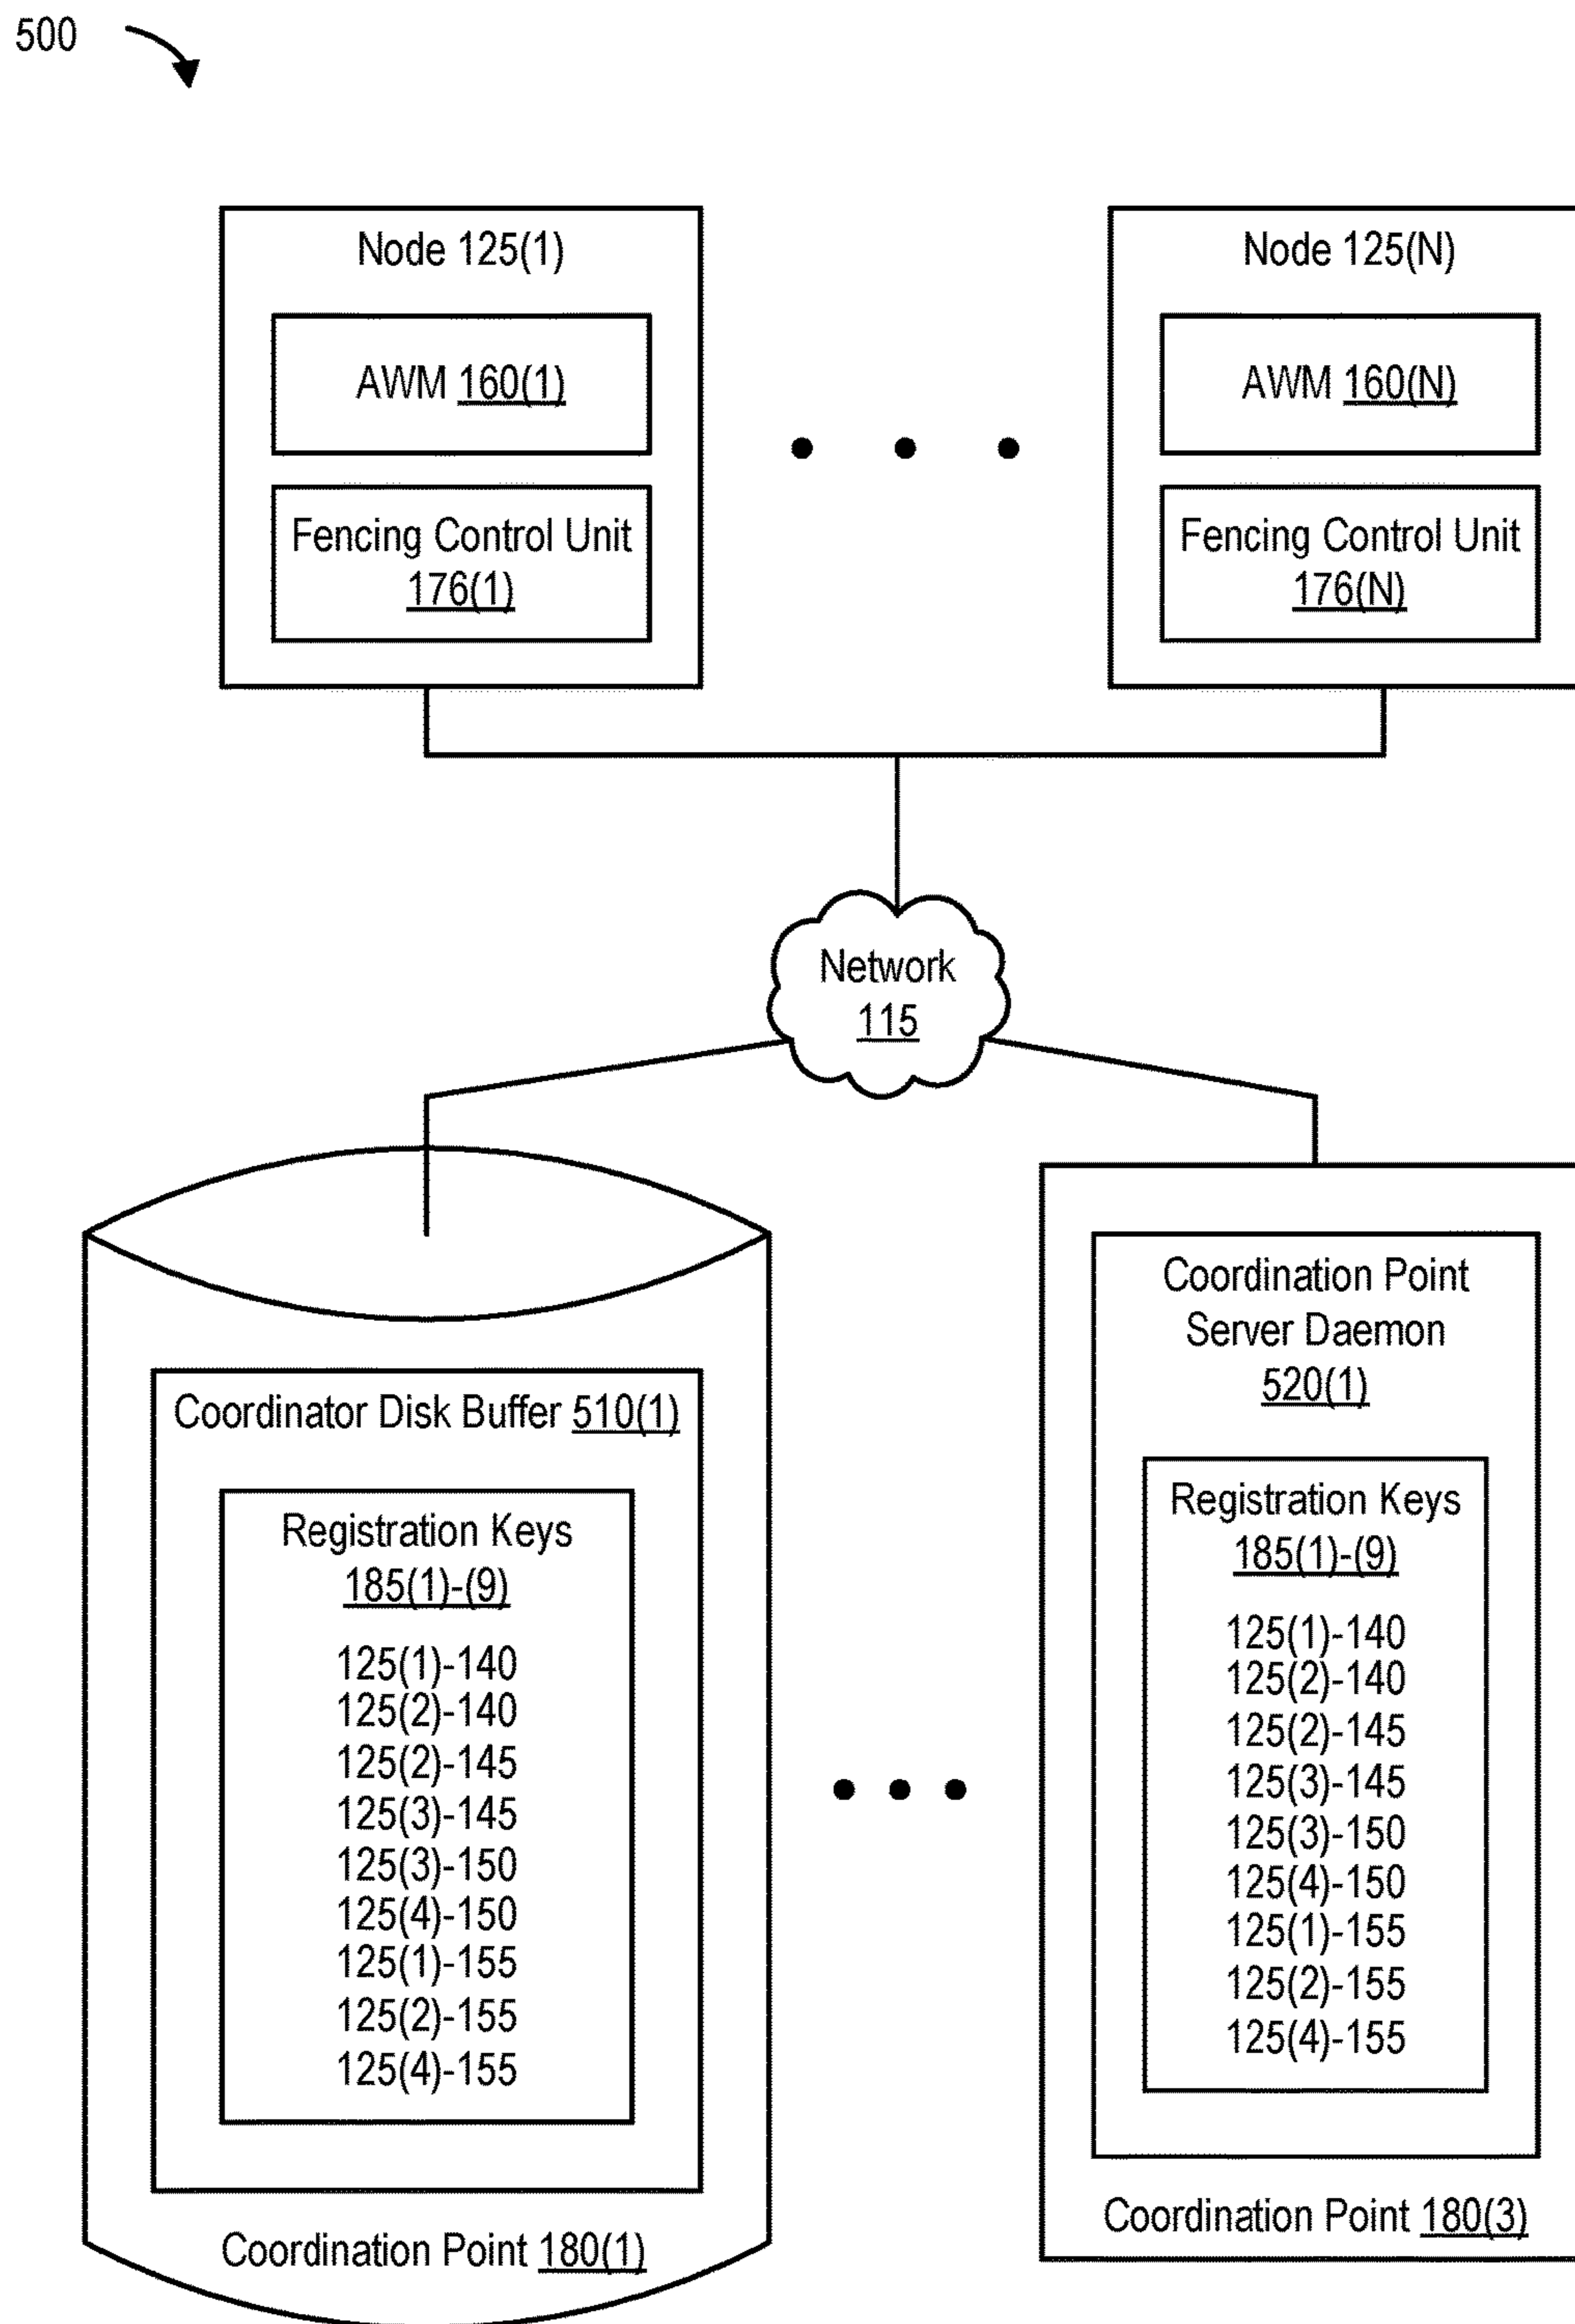 500
Node 125(1)
AWM 160(1)
Fencing Control Unit
176(1)
Node 125(N)
AWM 160(N)
Fencing Control Unit
176(N)
Network
115
Coordinator Disk Buffer 510(1)
Registration Keys
185(1)-(9)
125(1)-140
125(2)-140
125(2)-145
125(3)-145
125(3)-150
125(4)-150
125(1)-155
125(2)-155
125(4)-155
Coordination Point 180(1)
Coordination Point
Server Daemon
520(1)
Registration Keys
185(1)-(9)
125(1)-140
125(2)-140
125(2)-145
125(3)-145
125(3)-150
125(4)-150
125(1)-155
125(2)-155
125(4)-155
Coordination Point 180(3)